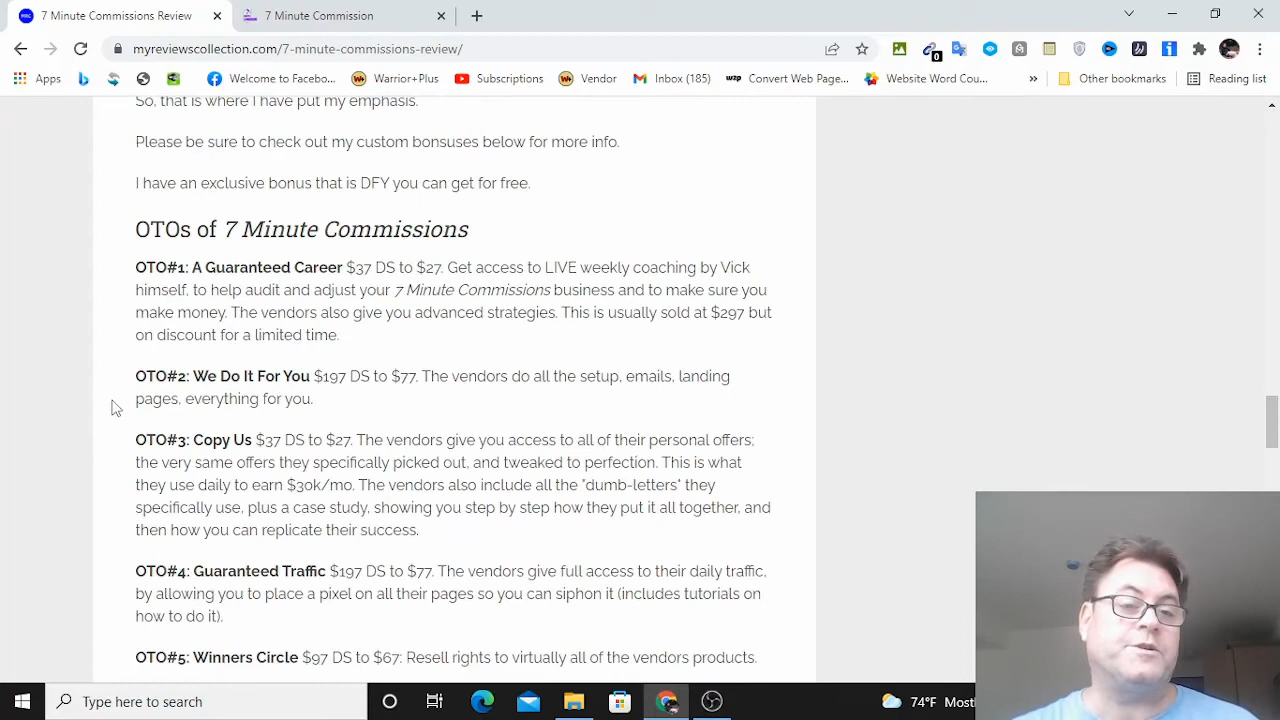 7 Minute Commissions Review
7 Minute Commission
myreviewscollection.com/7-minute-commissions-review/
0
Apps
Welcome to Facebo...
Warrior+Plus
Subscriptions
Vendor
Inbox (185)
Convert Web Page...
Website Word Cou...
Other bookmarks
Reading list
So, that is where I have put my emphasis.
Please be sure to check out my custom bonsuses below for more info.
I have an exclusive bonus that is DFY you can get for free.
OTOs of 7 Minute Commissions
OTO#1: A Guaranteed Career $37 DS to $27. Get access to LIVE weekly coaching by Vick
himself, to help audit and adjust your 7 Minute Commissions business and to make sure you
make money. The vendors also give you advanced strategies. This is usually sold at $297 but
on discount for a limited time.
OTO#2: We Do It For You $197 DS to $77. The vendors do all the setup, emails, landing
pages, everything for you.
OTO#3: Copy Us $37 DS to $27. The vendors give you access to all of their personal offers;
the very same offers they specifically picked out, and tweaked to perfection. This is what
they use daily to earn $30k/mo. The vendors also include all the "dumb-letters" they
specifically use, plus a case study, showing you step by step how they put it all together, and
then how you can replicate their success.
OTO#4: Guaranteed Traffic $197 DS to $77. The vendors give full access to their daily traffic,
by allowing you to place a pixel on all their pages so you can siphon it (includes tutorials on
how to do it).
OTO#5: Winners Circle $97 DS to $67: Resell rights to virtually all of the vendors products.
Type here to search
74°F Mostl